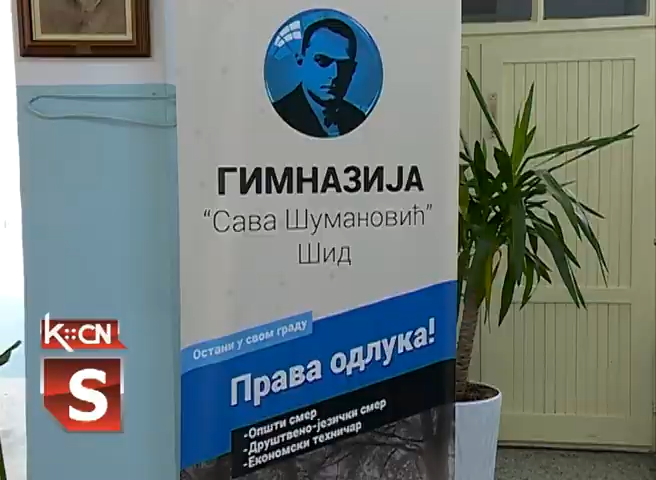 ГИМНАЗИЈА
“Сава Шумановић”
Шид
Остани у свом граду
Права одлука!
-Општи смер
-Друштвено-језички смер
-Економски техничар
K::CN
S